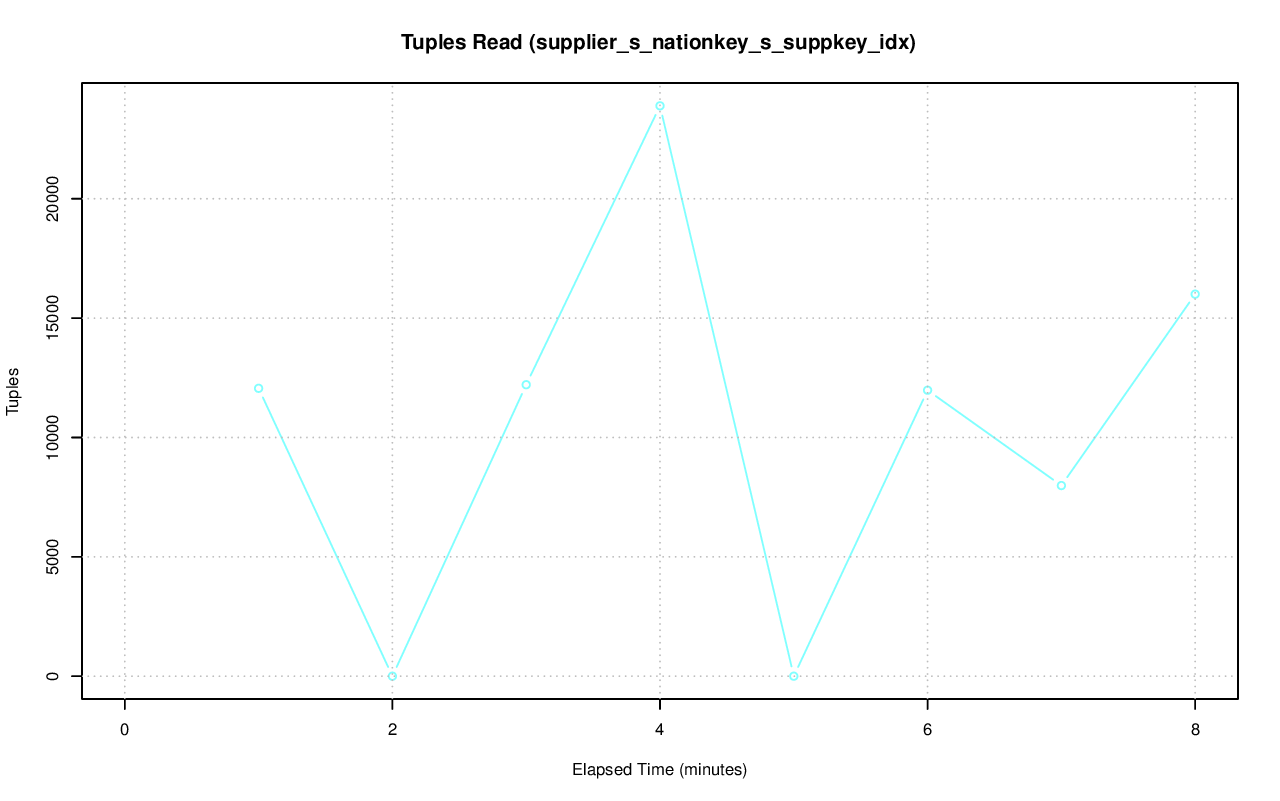 Tuples Read (supplier_s_nationkey_s_suppkey_idx)
Tuples
20000
15000
10000
5000
0
0 2 4 6 8
Elapsed Time (minutes)